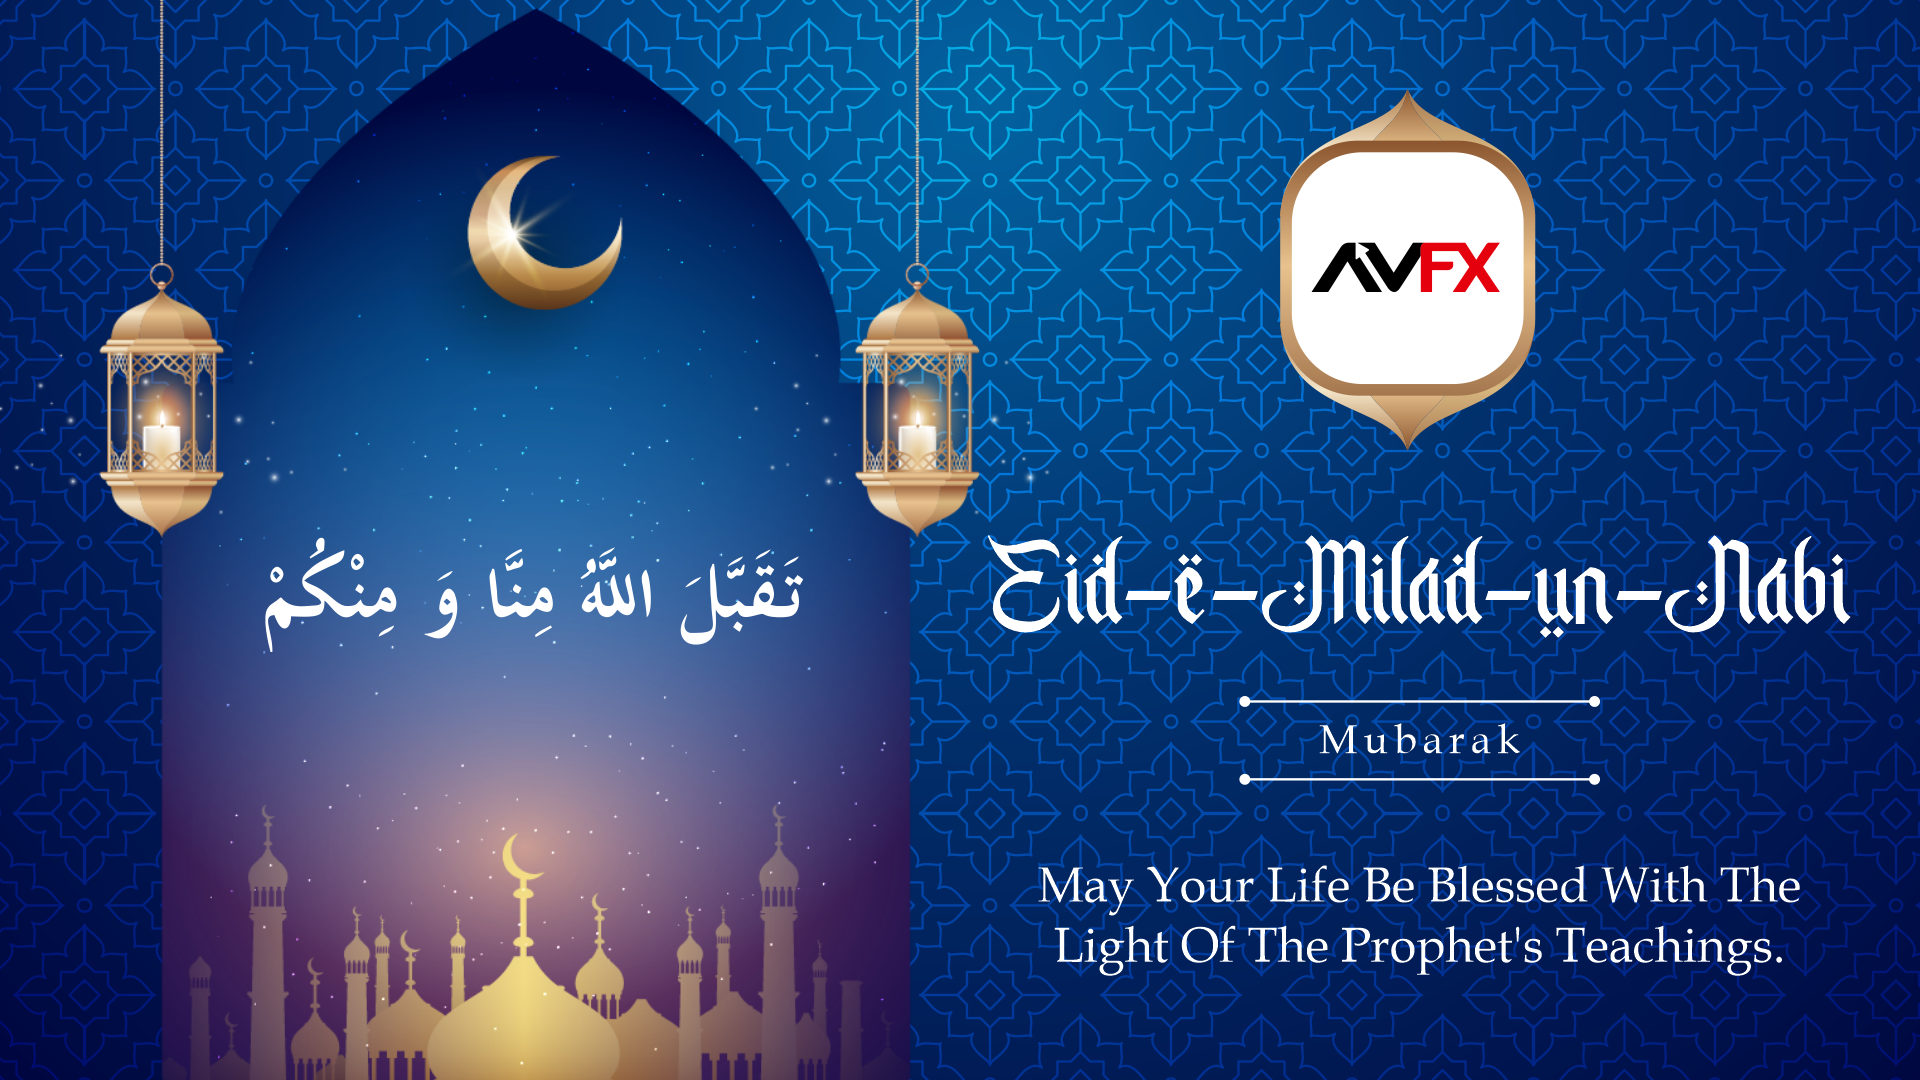 AVFX
تَقَبَّلَ اللَّهُ مِنَّا وَ مِنْكُمْ
Eid-e-Milad-un-Nabi
Mubarak
May Your Life Be Blessed With The
Light Of The Prophet's Teachings.